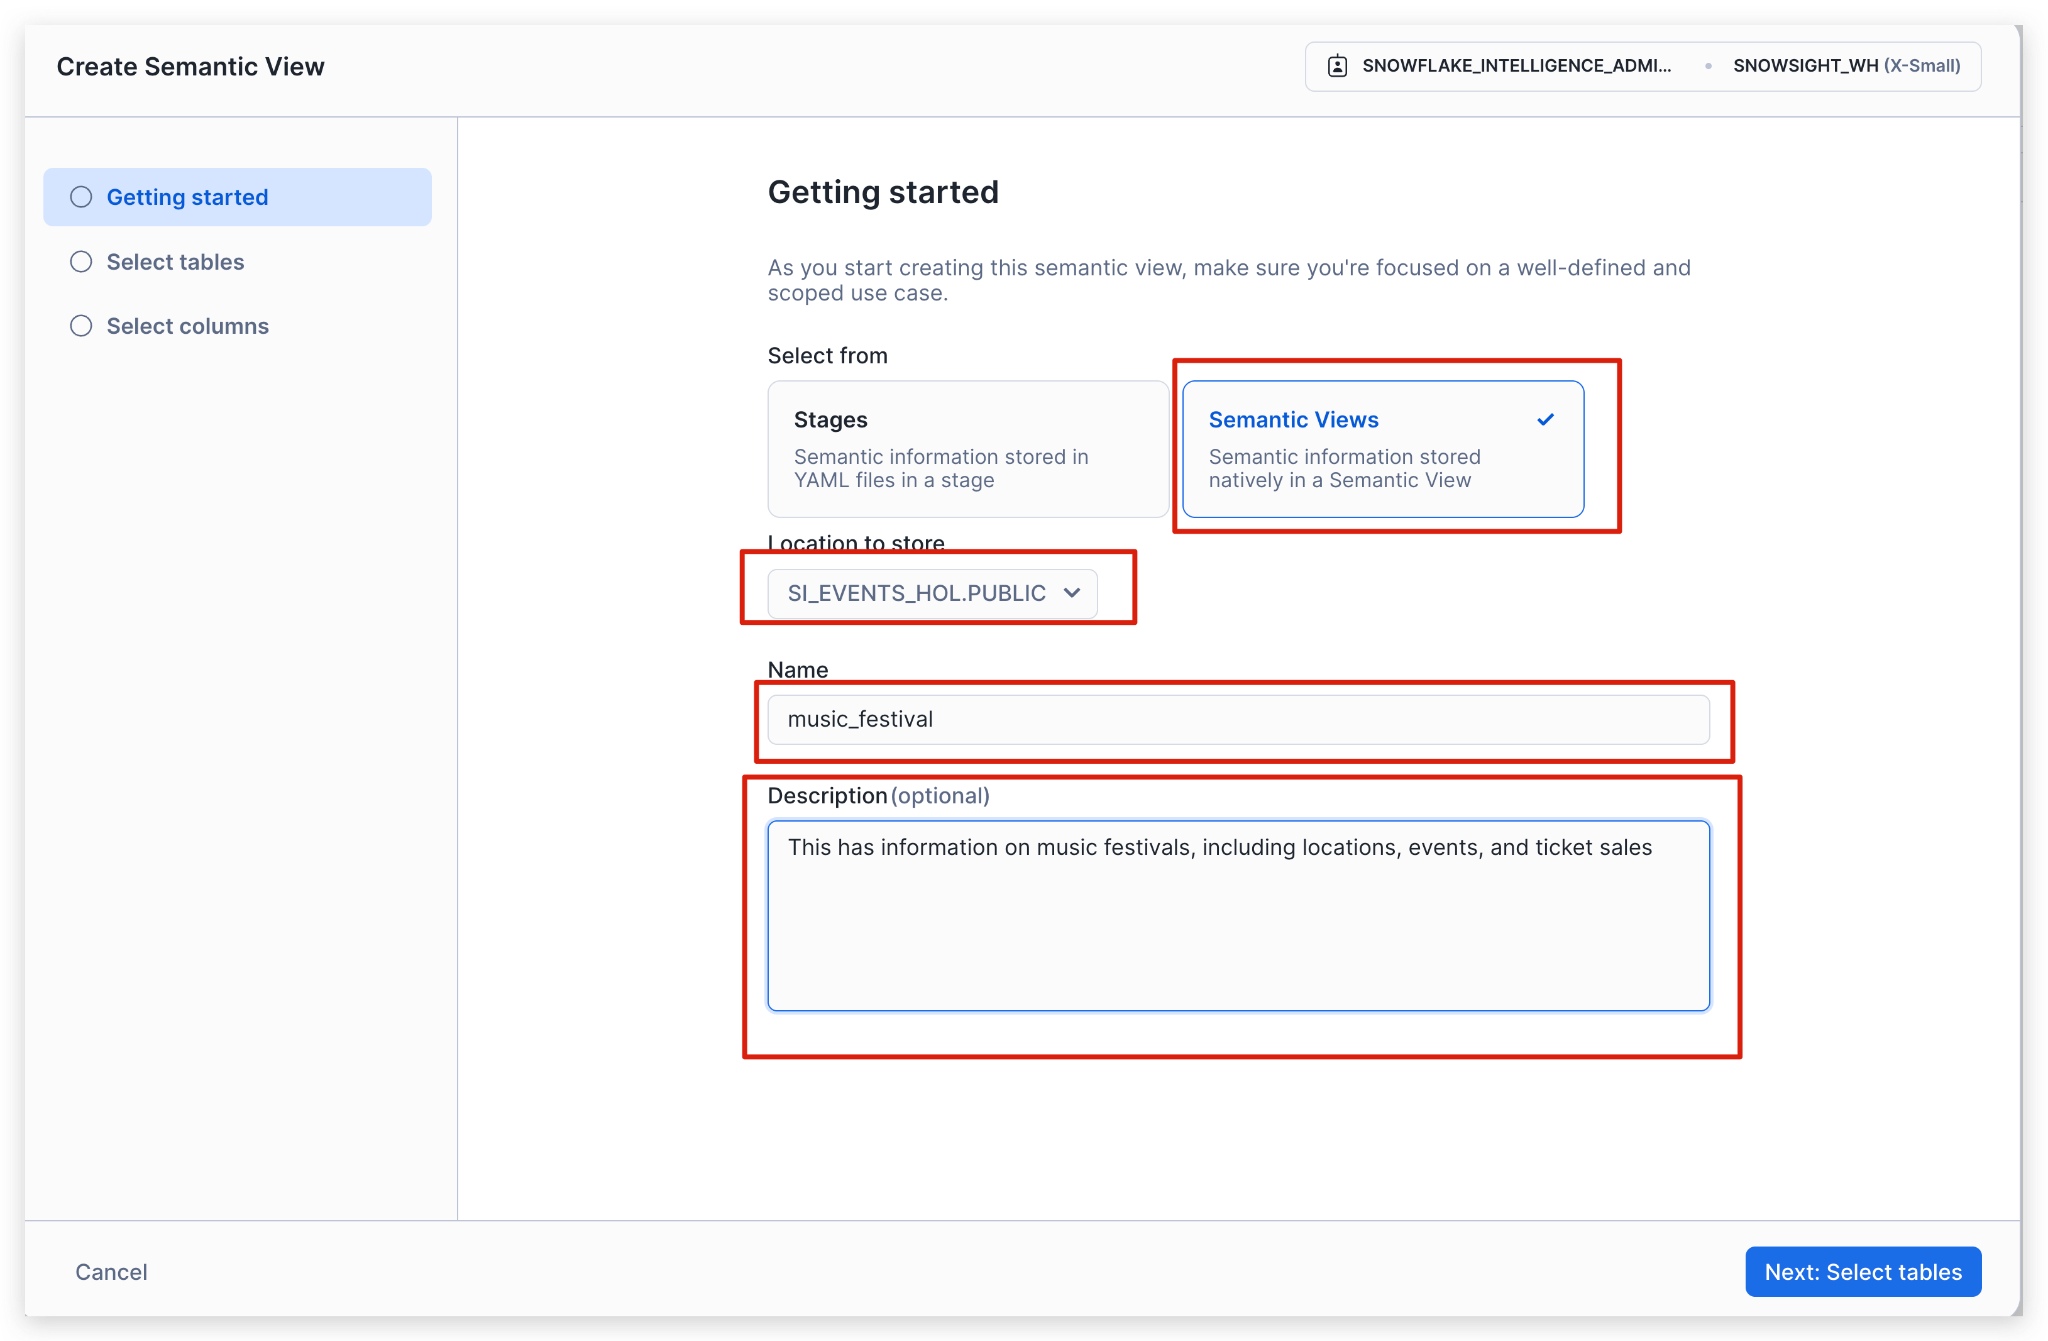 Create Semantic View
SNOWFLAKE_INTELLIGENCE_ADMI... • SNOWSIGHT_WH (X-Small)
Getting started
Select tables
Select columns
Getting started
As you start creating this semantic view, make sure you're focused on a well-defined and
scoped use case.
Select from
Stages
Semantic information stored in
YAML files in a stage
Semantic Views
Semantic information stored
natively in a Semantic View
Location to store
SI_EVENTS_HOL.PUBLIC
Name
music_festival
Description (optional)
This has information on music festivals, including locations, events, and ticket sales
Cancel
Next: Select tables